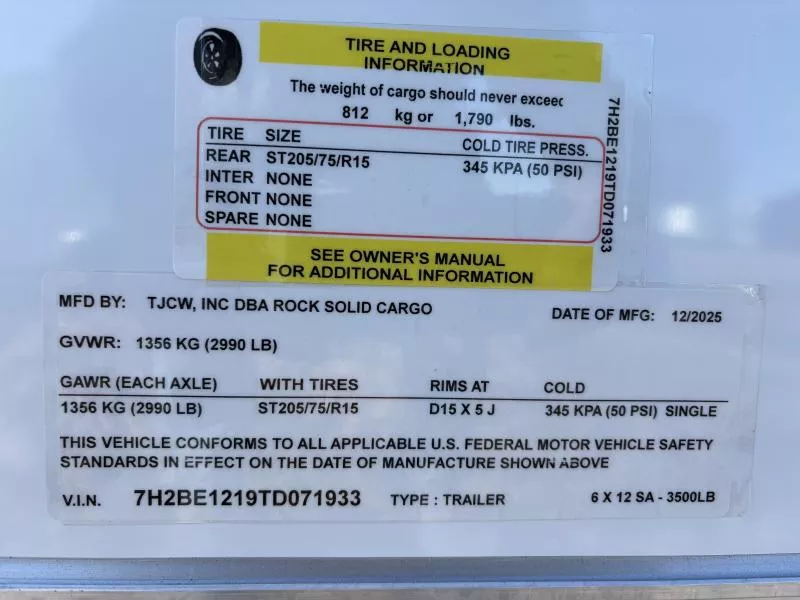 TIRE AND LOADING
INFORMATION
The weight of cargo should never exceec
812 kg or 1,790 lbs.
TIRE SIZE COLD TIRE PRESS.
REAR ST205/75/R15 345 KPA (50 PSI)
INTER NONE
FRONT NONE
SPARE NONE
7H2BE1219TD071933
SEE OWNER'S MANUAL
FOR ADDITIONAL INFORMATION
MFD BY: TJCW, INC DBA ROCK SOLID CARGO DATE OF MFG: 12/2025
GVWR: 1356 KG (2990 LB)
GAWR (EACH AXLE) WITH TIRES RIMS AT COLD
1356 KG (2990 LB) ST205/75/R15 D15 X 5 J 345 KPA (50 PSI) SINGLE
THIS VEHICLE CONFORMS TO ALL APPLICABLE U.S. FEDERAL MOTOR VEHICLE SAFETY
STANDARDS IN EFFECT ON THE DATE OF MANUFACTURE SHOWN ABOVE
V.I.N. 7H2BE1219TD071933 TYPE : TRAILER 6 X 12 SA - 3500LB